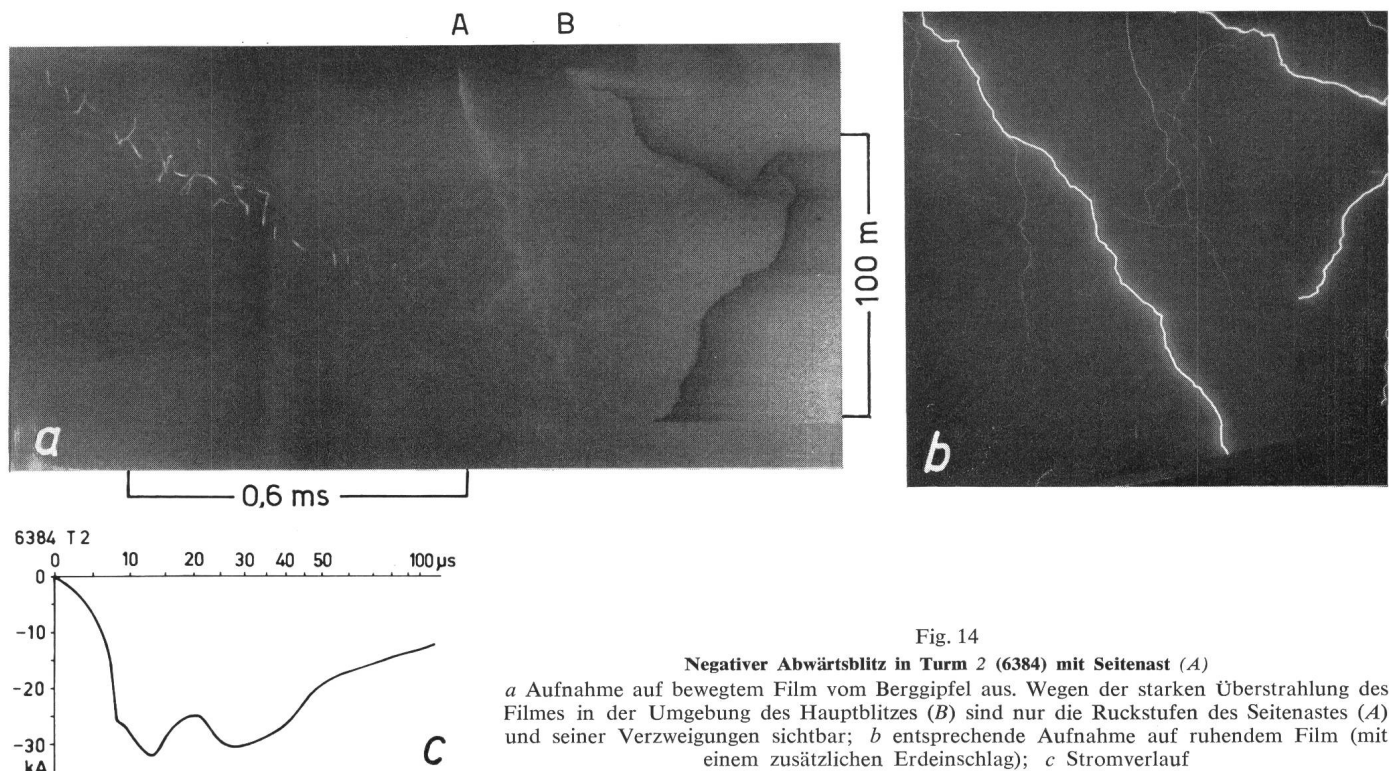 A B
100 m
a
b
0,6 ms
6384 T 2
0 10 20 30 40 50 100 µs
0
-10
-20
-30
kA
c
Fig. 14
Negativer Abwärtsblitz in Turm 2 (6384) mit Seitenast (A)
a Aufnahme auf bewegtem Film vom Berggipfel aus. Wegen der starken Überstrahlung des
Filmes in der Umgebung des Hauptblitzes (B) sind nur die Ruckstufen des Seitenastes (A)
und seiner Verzweigungen sichtbar; b entsprechende Aufnahme auf ruhendem Film (mit
einem zusätzlichen Erdeinschlag); c Stromverlauf